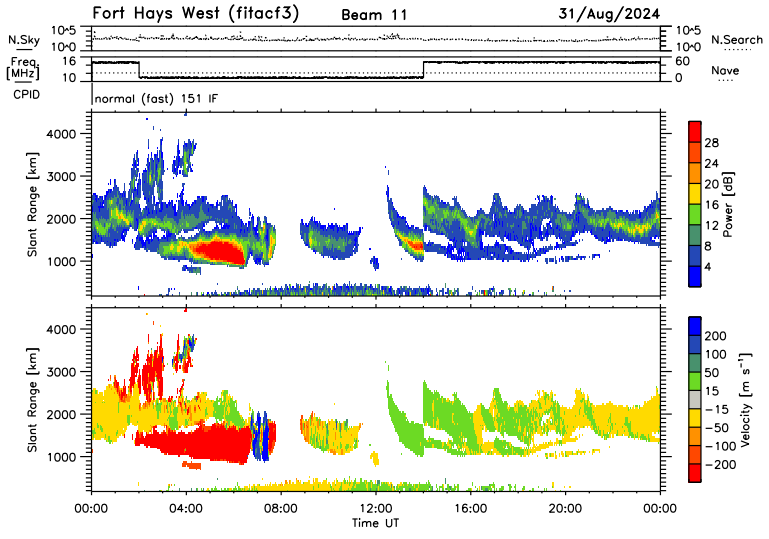 Fort Hays West (fitacf3) Beam 11 31/Aug/2024
N.Sky 10^5 10^0 10^5 10^0 N.Search
Freq. [MHz] 16 10 60 0 Nave
CPID normal (fast) 151 IF
Slant Range [km] 4000 3000 2000 1000
Power [dB] 28 24 20 16 12 8 4
Slant Range [km] 4000 3000 2000 1000
Velocity [m s⁻¹] 200 100 50 15 −15 −50 −100 −200
00:00 04:00 08:00 12:00 16:00 20:00 00:00
Time UT